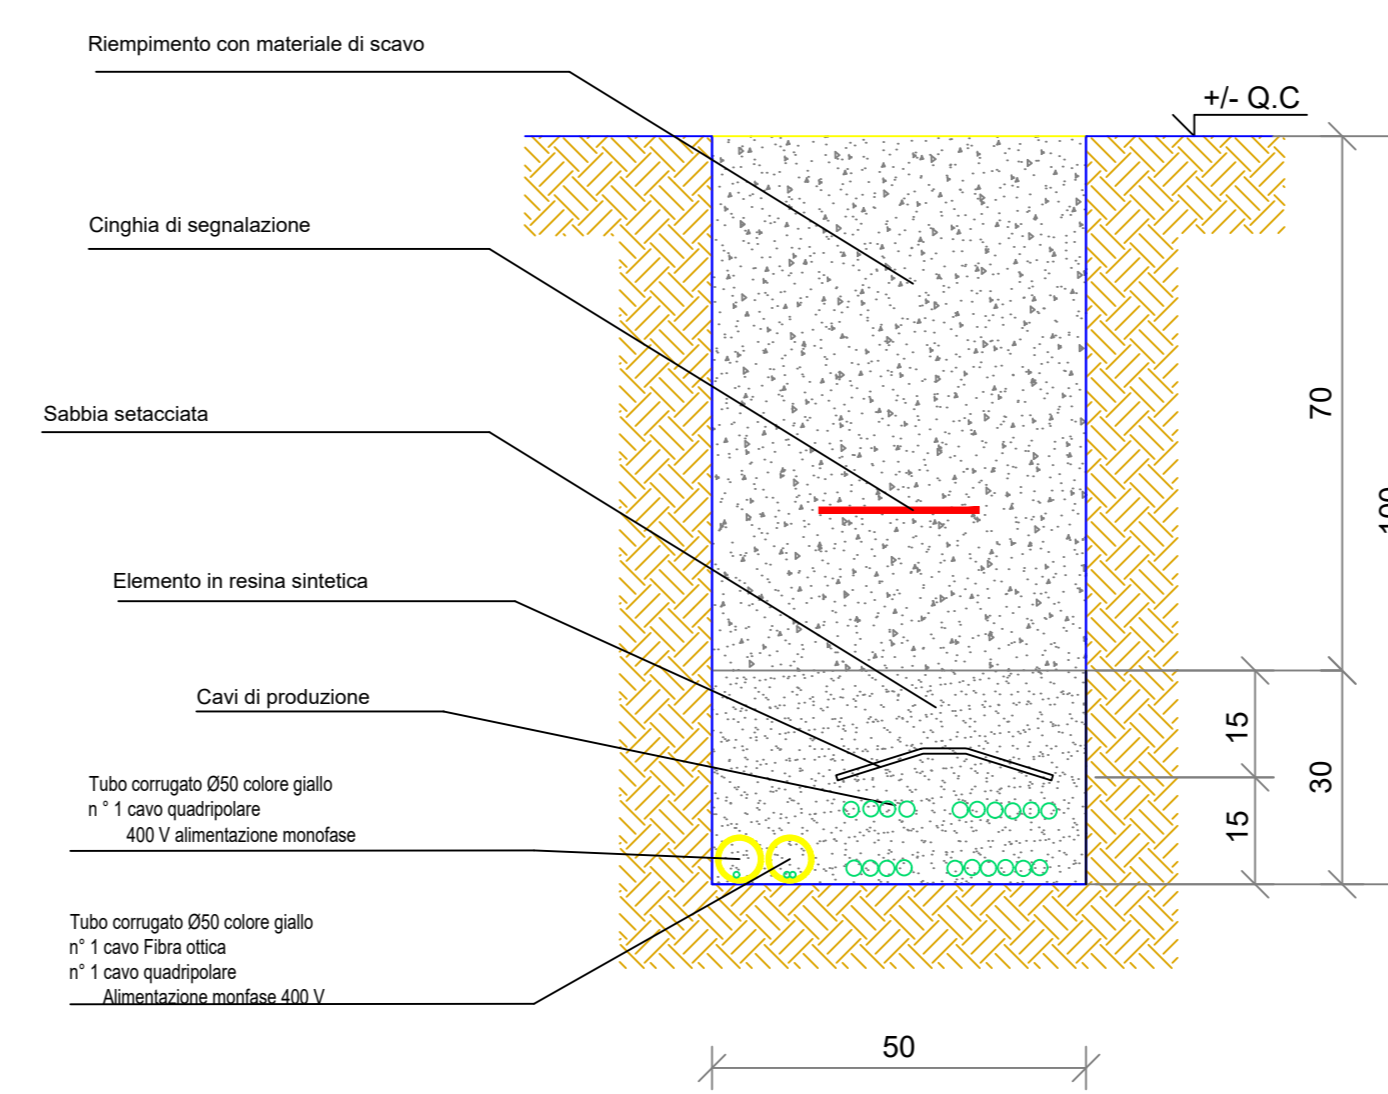 Riempimento con materiale di scavo
+/- Q.C
Cinghia di segnalazione
Sabbia setacciata
70
100
Elemento in resina sintetica
Cavi di produzione
15
30
15
Tubo corrugato Ø50 colore giallo
n ° 1 cavo quadripolare
400 V alimentazione monofase
Tubo corrugato Ø50 colore giallo
n° 1 cavo Fibra ottica
n° 1 cavo quadripolare
Alimentazione monfase 400 V
50